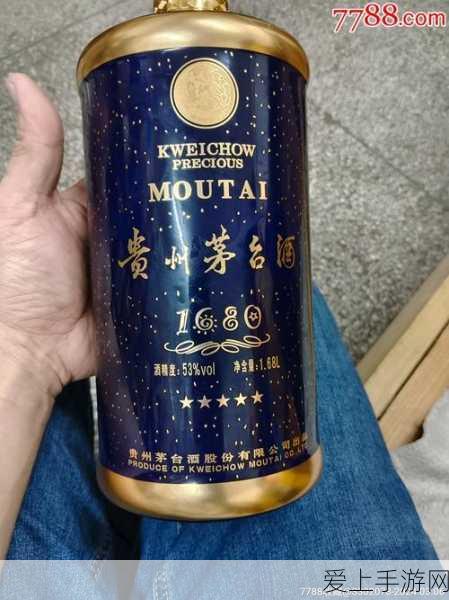 7788.com
KWEICHOW
PRECIOUS
MOUTAI
贵州茅台酒
1680
酒精度:53%vol 净含量:1.68L
★★★★★
贵州茅台酒股份有限公司出品
PRODUCE OF KWEICHOW MOUTAI CO.,LTD
爱上手游网